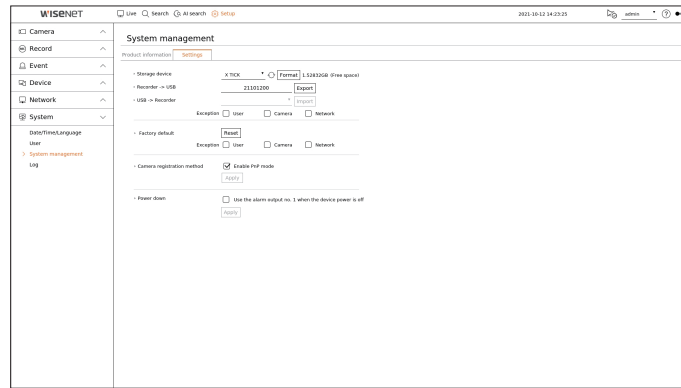 WISENET
Live Search AI search Setup 2021-10-12 14:23:25 admin ?
Camera
Record
Event
Device
Network
System
Date/Time/Language
User
System management
Log
System management
Product information Settings
Storage device X TICK Format 1.52832GB (Free space)
Recorder -> USB 21101200 Export
USB -> Recorder Import
Exception User Camera Network
Factory default Reset
Exception User Camera Network
Camera registration method Enable PnP mode
Apply
Power down Use the alarm output no. 1 when the device power is off
Apply